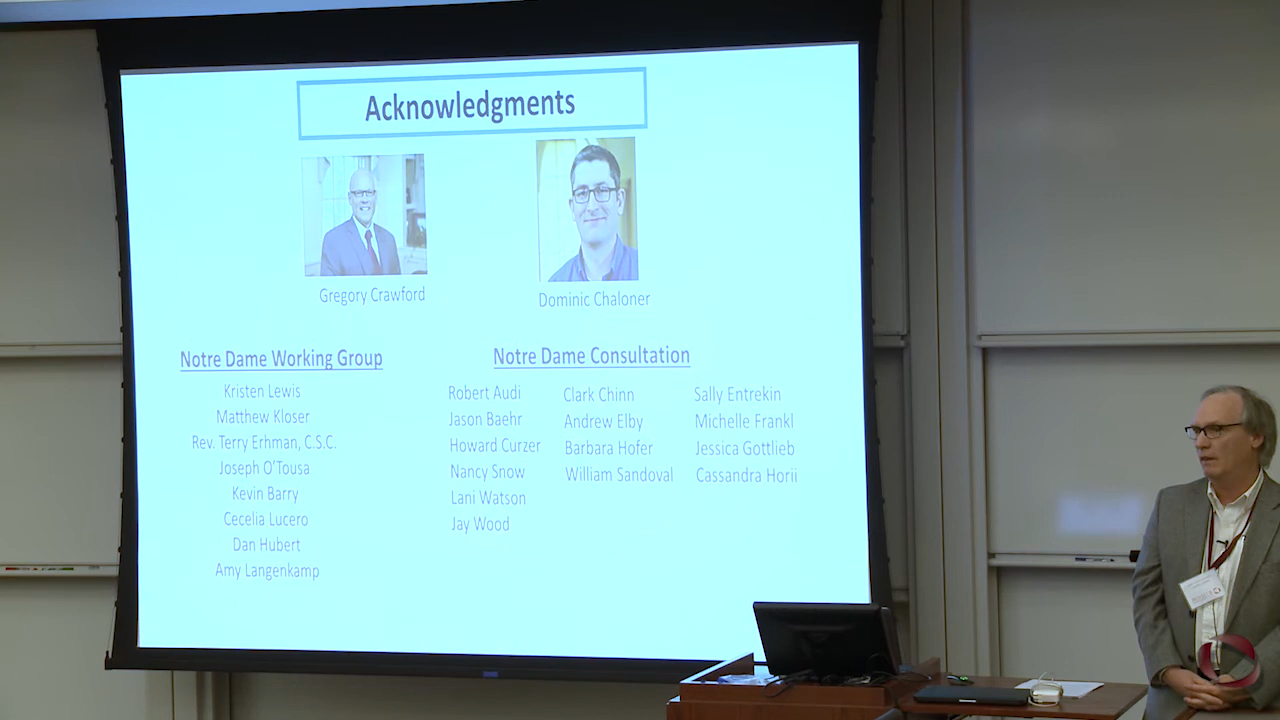 Acknowledgments
Gregory Crawford
Dominic Chaloner
Notre Dame Working Group
Kristen Lewis
Matthew Kloser
Rev. Terry Erhman, C.S.C.
Joseph O'Tousa
Kevin Barry
Cecelia Lucero
Dan Hubert
Amy Langenkamp
Notre Dame Consultation
Robert Audi
Jason Baehr
Howard Curzer
Nancy Snow
Lani Watson
Jay Wood
Clark Chinn
Andrew Elby
Barbara Hofer
William Sandoval
Sally Entrekin
Michelle Frankl
Jessica Gottlieb
Cassandra Horii